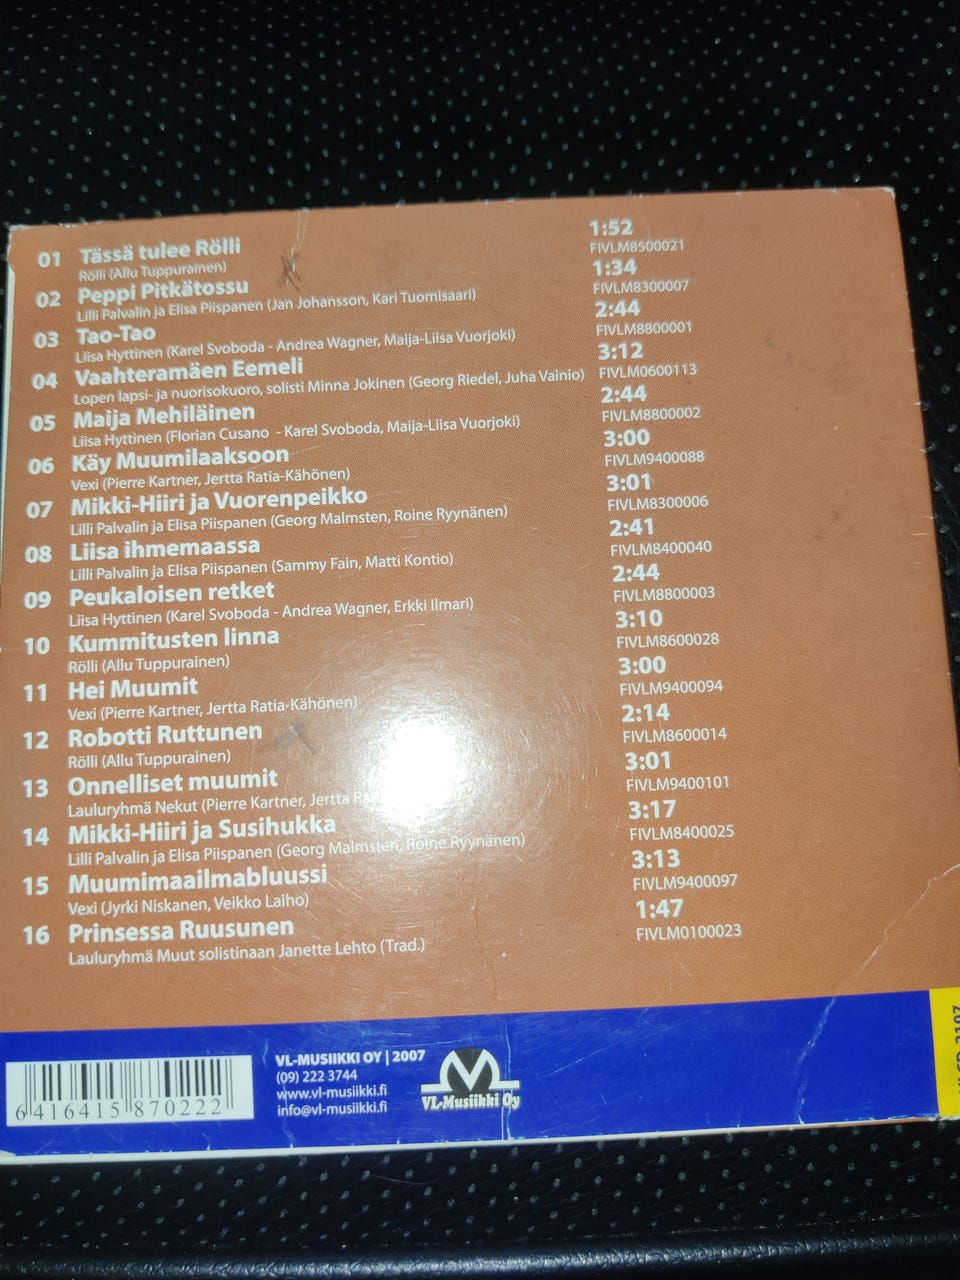 01 Tässä tulee Rölli 1:52
Rölli (Allu Tuppurainen) FIVLM8500021
02 Peppi Pitkätossu 1:34
Lilli Palvalin ja Elisa Piispanen (Jan Johansson, Kari Tuomisaari) FIVLM8300007
03 Tao-Tao 2:44
Liisa Hyttinen (Karel Svoboda - Andrea Wagner, Maija-Liisa Vuorjoki) FIVLM8800001
04 Vaahteramäen Eemeli 3:12
Lopen lapsi- ja nuorisokuoro, solisti Minna Jokinen (Georg Riedel, Juha Vainio) FIVLM0600113
05 Maija Mehiläinen 2:44
Liisa Hyttinen (Florian Cusano - Karel Svoboda, Maija-Liisa Vuorjoki) FIVLM8800002
06 Käy Muumilaaksoon 3:00
Vexi (Pierre Kartner, Jertta Ratia-Kähönen) FIVLM9400088
07 Mikki-Hiiri ja Vuorenpeikko 3:01
Lilli Palvalin ja Elisa Piispanen (Georg Malmsten, Roine Ryynänen) FIVLM8300006
08 Liisa ihmemaassa 2:41
Lilli Palvalin ja Elisa Piispanen (Sammy Fain, Matti Kontio) FIVLM8400040
09 Peukaloisen retket 2:44
Liisa Hyttinen (Karel Svoboda - Andrea Wagner, Erkki Ilmari) FIVLM8800003
10 Kummitusten linna 3:10
Rölli (Allu Tuppurainen) FIVLM8600028
11 Hei Muumit 3:00
Vexi (Pierre Kartner, Jertta Ratia-Kähönen) FIVLM9400094
12 Robotti Ruttunen 2:14
Rölli (Allu Tuppurainen) FIVLM8600014
13 Onnelliset muumit 3:01
Lauluryhmä Nekut (Pierre Kartner, Jertta FIVLM9400101
14 Mikki-Hiiri ja Susihukka 3:17
Lilli Palvalin ja Elisa Piispanen (Georg Malmsten, Roine Ryynänen) FIVLM8400025
15 Muumimaailmabluussi 3:13
Vexi (Jyrki Niskanen, Veikko Laiho) FIVLM9400097
16 Prinsessa Ruusunen 1:47
Lauluryhmä Muut solistinaan Janette Lehto (Trad.) FIVLM0100023
VL-MUSIIKKI OY | 2007
(09) 222 3744
www.vl-musiikki.fi
info@vl-musiikki.fi
VL-Musiikki Oy
6 416415 870222